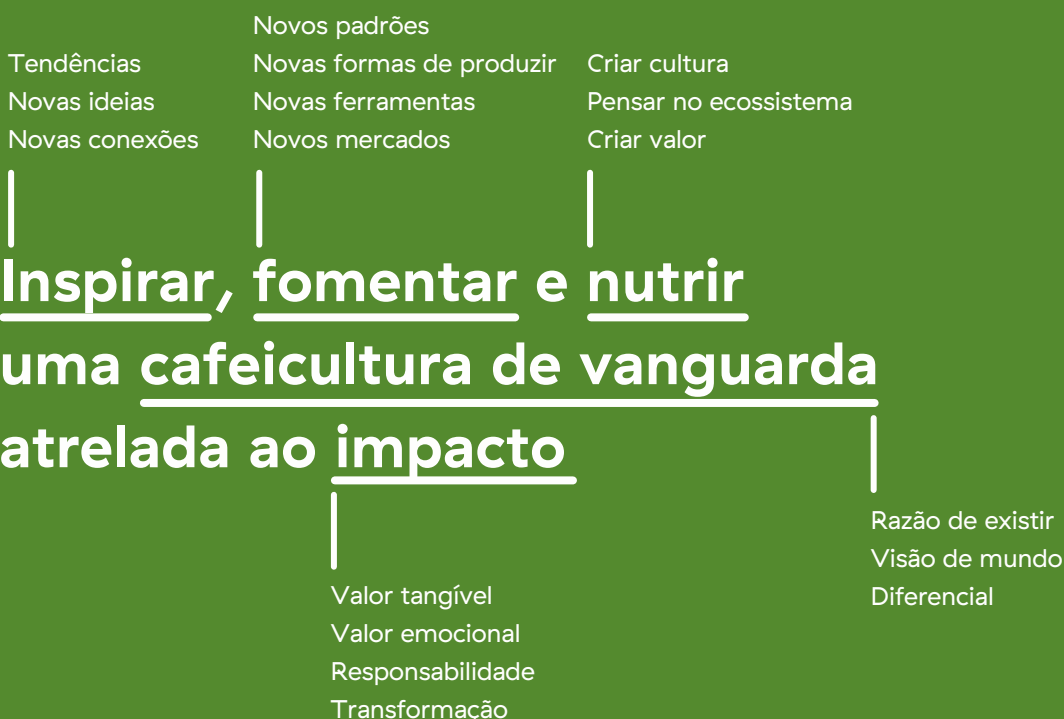 Tendências
Novas ideias
Novas conexões
Novos padrões
Novas formas de produzir
Novas ferramentas
Novos mercados
Criar cultura
Pensar no ecossistema
Criar valor
Inspirar, fomentar e nutrir
uma cafeicultura de vanguarda
atrelada ao impacto
Valor tangível
Valor emocional
Responsabilidade
Transformação
Razão de existir
Visão de mundo
Diferencial